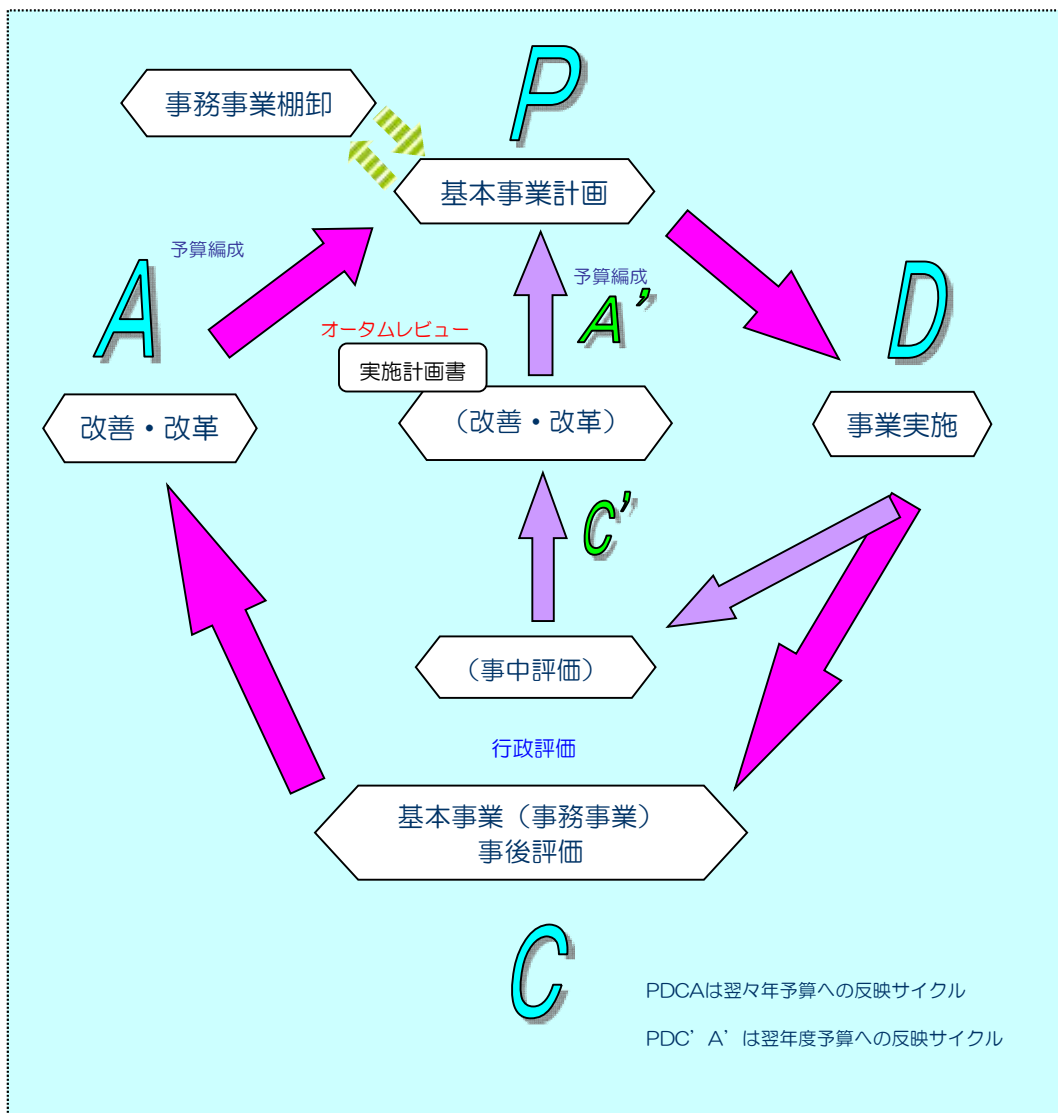 P
事務事業棚卸
基本事業計画
予算編成
A
予算編成
A’
D
オータムレビュー
実施計画書
改善・改革
(改善・改革)
事業実施
C’
(事中評価)
行政評価
基本事業(事務事業)
事後評価
C
PDCAは翌々年予算への反映サイクル
PDC’A’は翌年度予算への反映サイクル